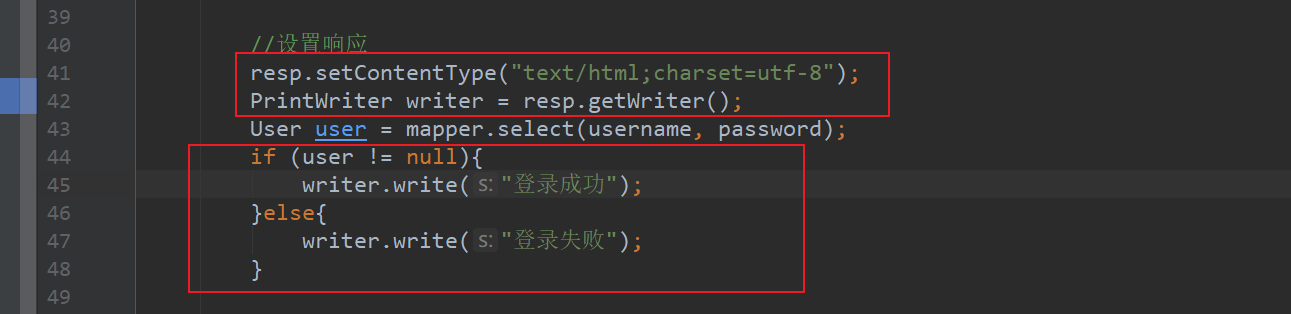 39
40 //设置响应
41 resp.setContentType("text/html;charset=utf-8");
42 PrintWriter writer = resp.getWriter();
43 User user = mapper.select(username, password);
44 if (user != null){
45 writer.write( s: "登录成功");
46 }else{
47 writer.write( s: "登录失败");
48 }
49